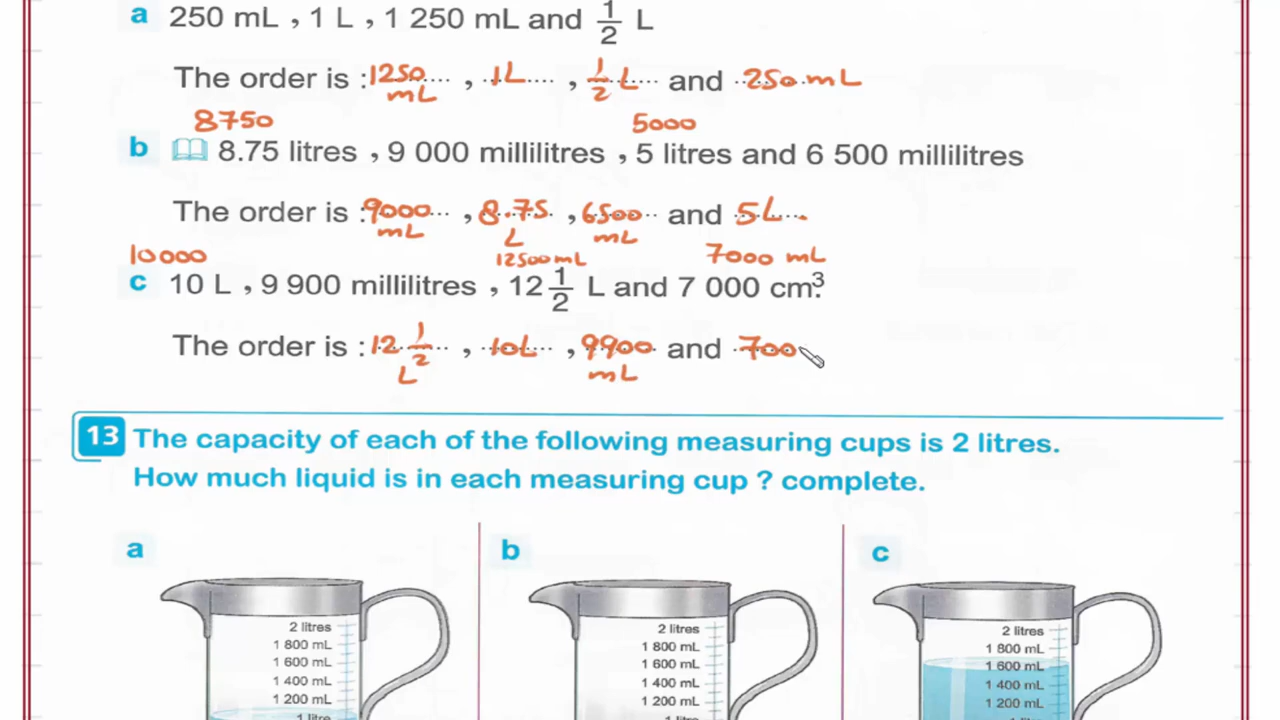 a 250 mL , 1 L , 1 250 mL and 1/2 L
The order is : 1250 mL , 1L , 1/2 L and 250 mL
8750 5000
b 8.75 litres , 9 000 millilitres , 5 litres and 6 500 millilitres
The order is : 9000 mL , 8.75 L , 6500 mL and 5L
10000 12500 mL 7000 mL
c 10 L , 9 900 millilitres , 12 1/2 L and 7 000 cm³.
The order is : 12 1/2 L , 10L , 9900 mL and 700
13 The capacity of each of the following measuring cups is 2 litres.
How much liquid is in each measuring cup ? complete.
a
2 litres
1 800 mL
1 600 mL
1 400 mL
1 200 mL
1 litre
b
2 litres
1 800 mL
1 600 mL
1 400 mL
1 200 mL
1 litre
c
2 litres
1 800 mL
1 600 mL
1 400 mL
1 200 mL
1 litre